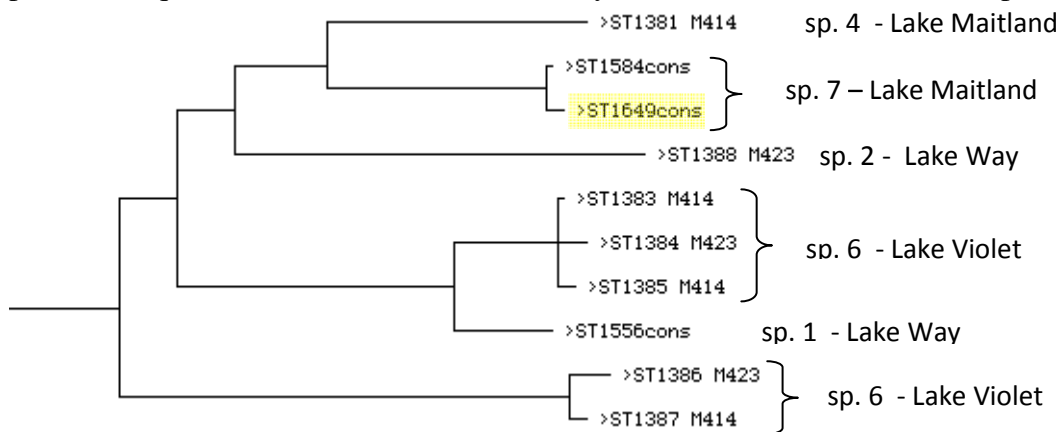 >ST1381 M414 sp. 4 - Lake Maitland
>ST1584cons
sp. 7 – Lake Maitland
>ST1649cons
>ST1388 M423 sp. 2 - Lake Way
>ST1383 M414
>ST1384 M423 sp. 6 - Lake Violet
>ST1385 M414
>ST1556cons sp. 1 - Lake Way
>ST1386 M423
sp. 6 - Lake Violet
>ST1387 M414